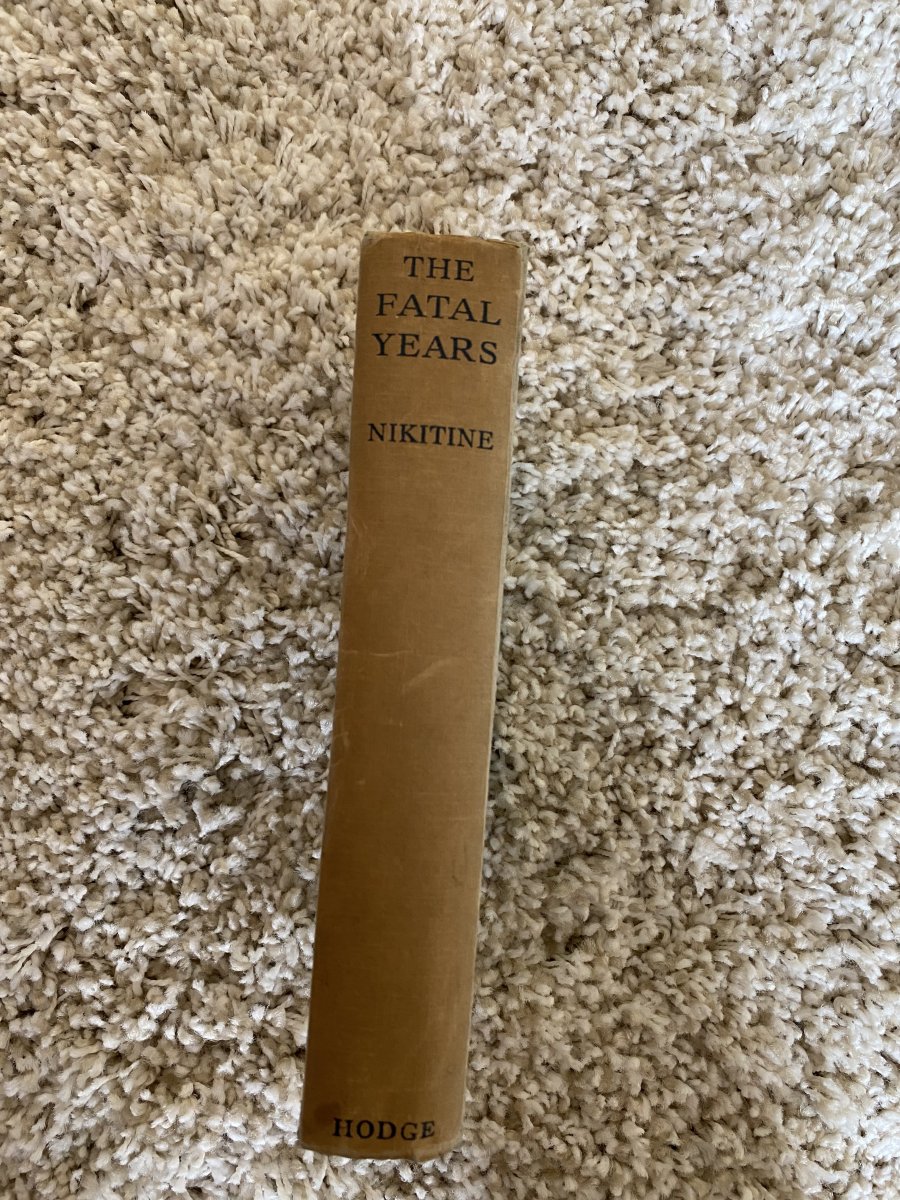 THE
FATAL
YEARS
NIKITINE
HODGE